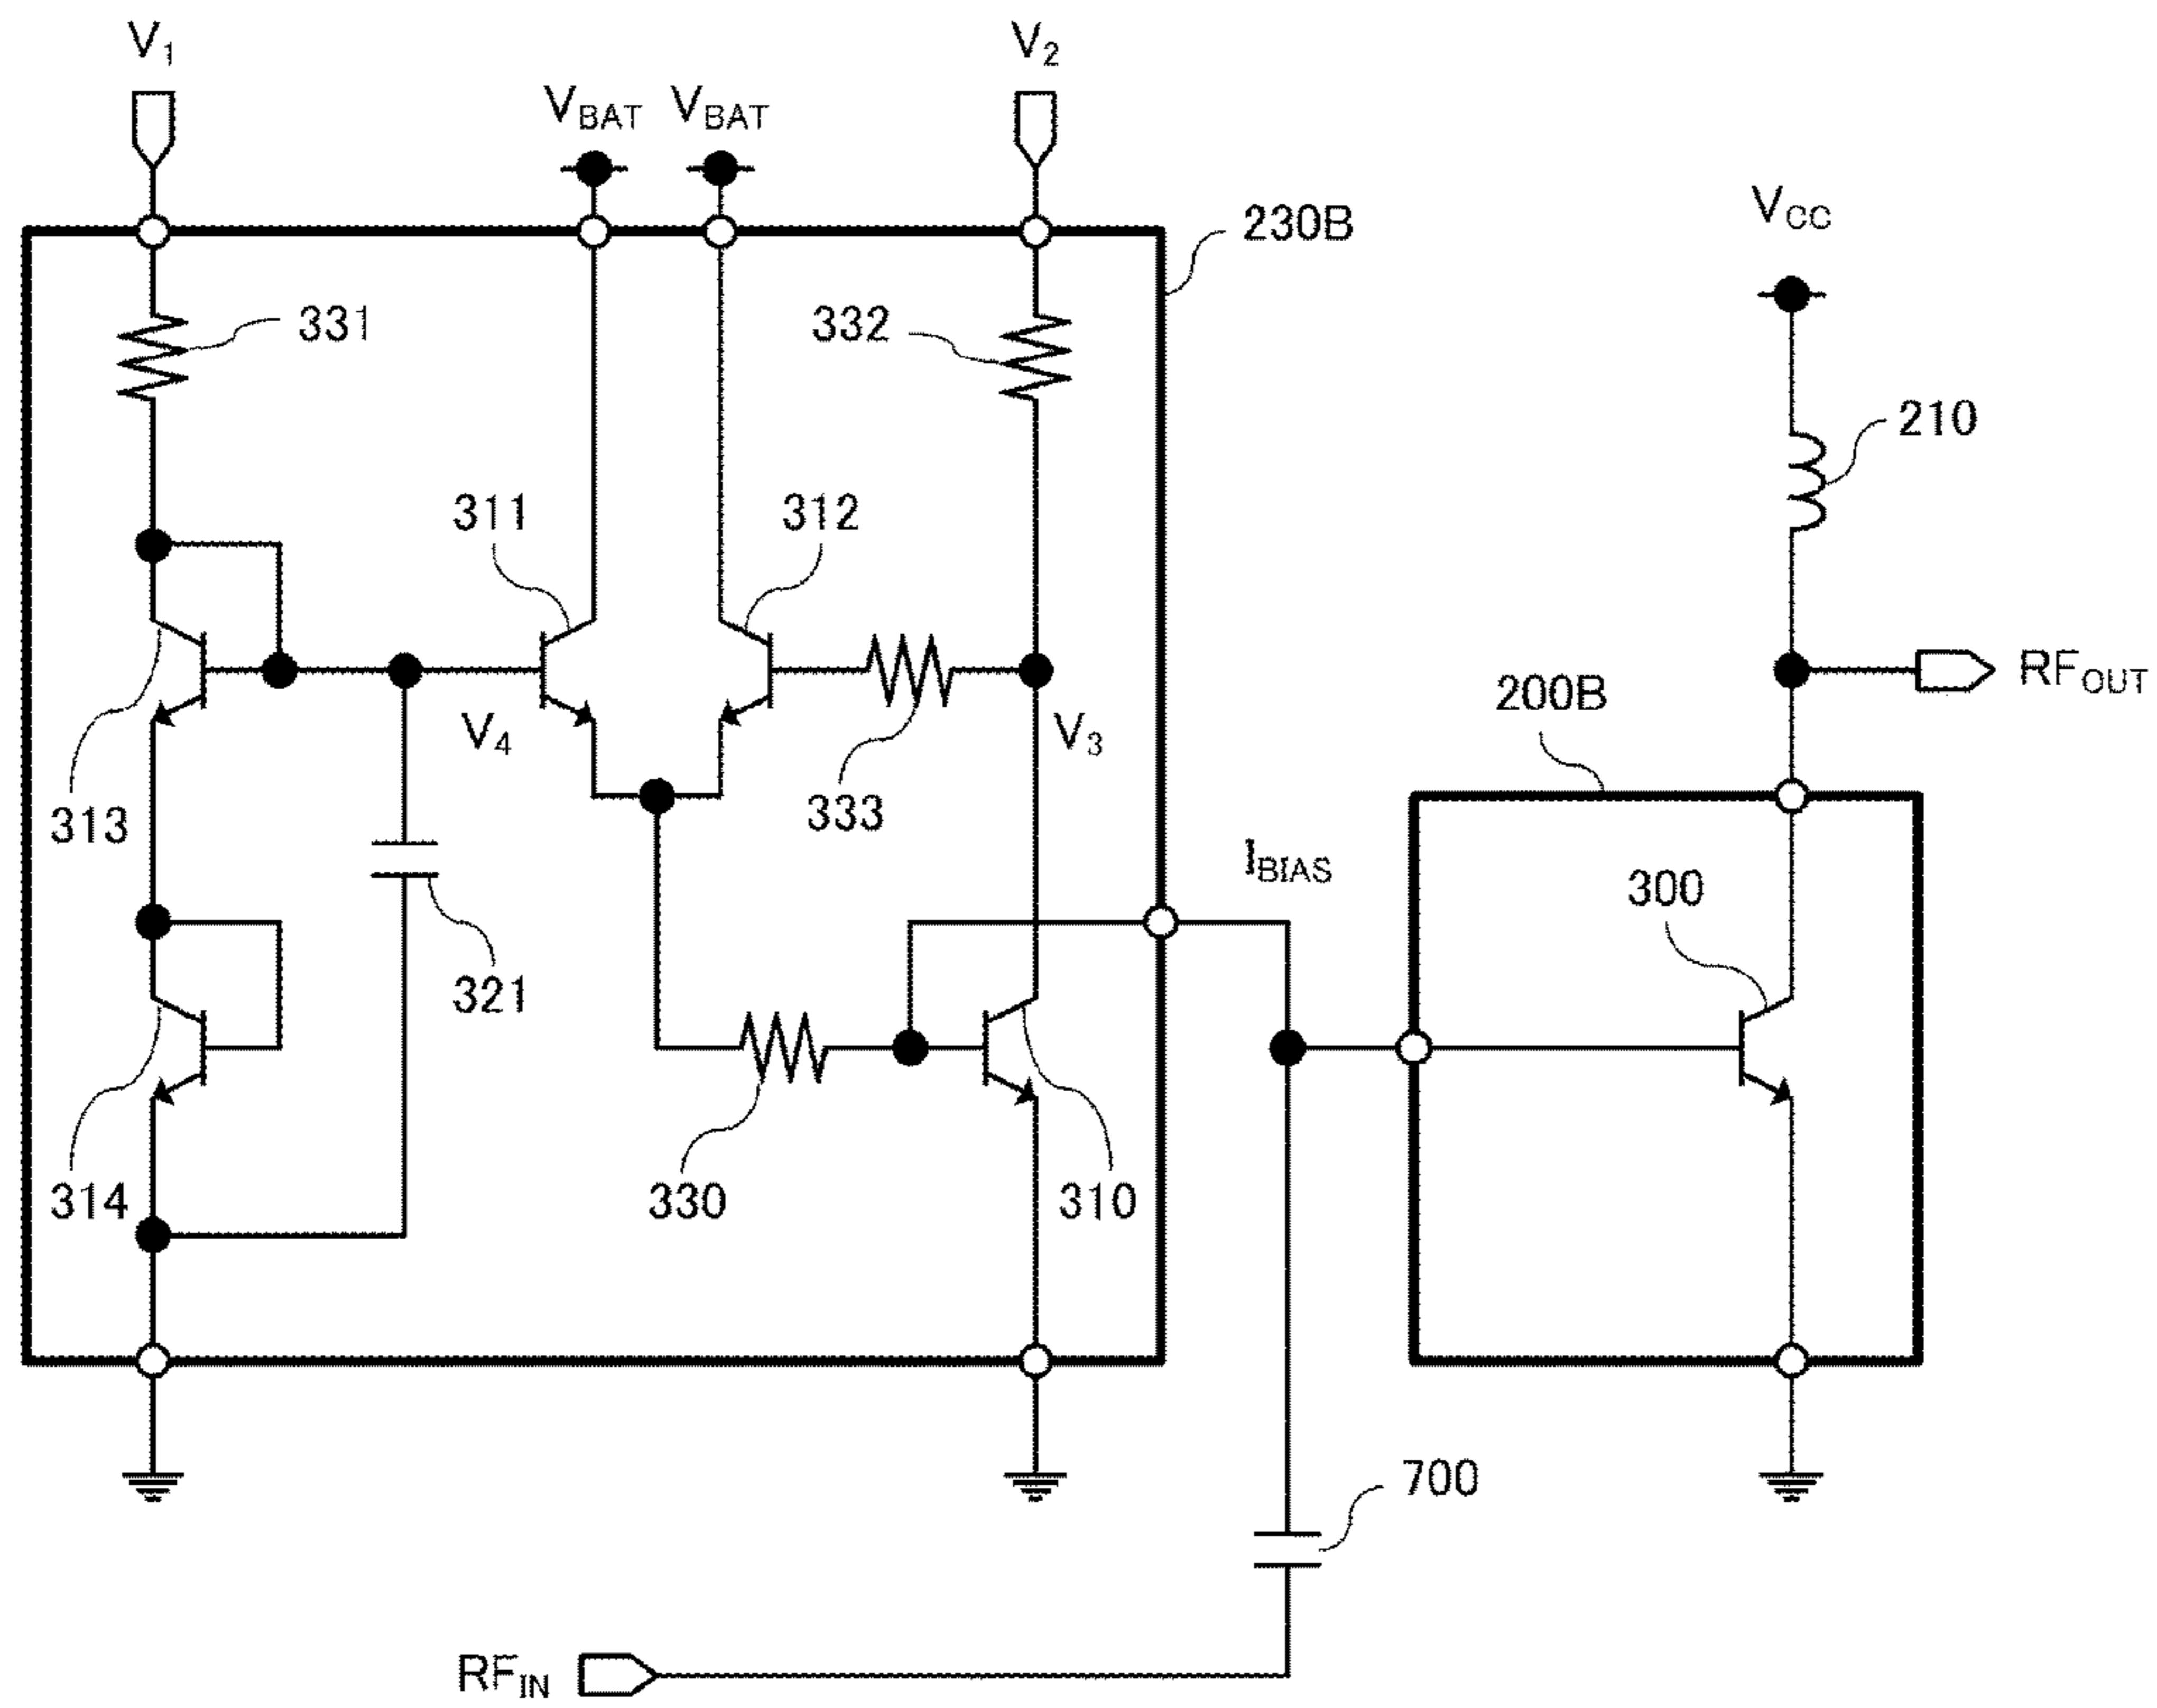 V1
V2
VBAT
VBAT
VCC
230B
331
332
210
311
312
RFOUT
200B
V4
V3
313
333
IBIAS
300
321
314
330
310
700
RFIN